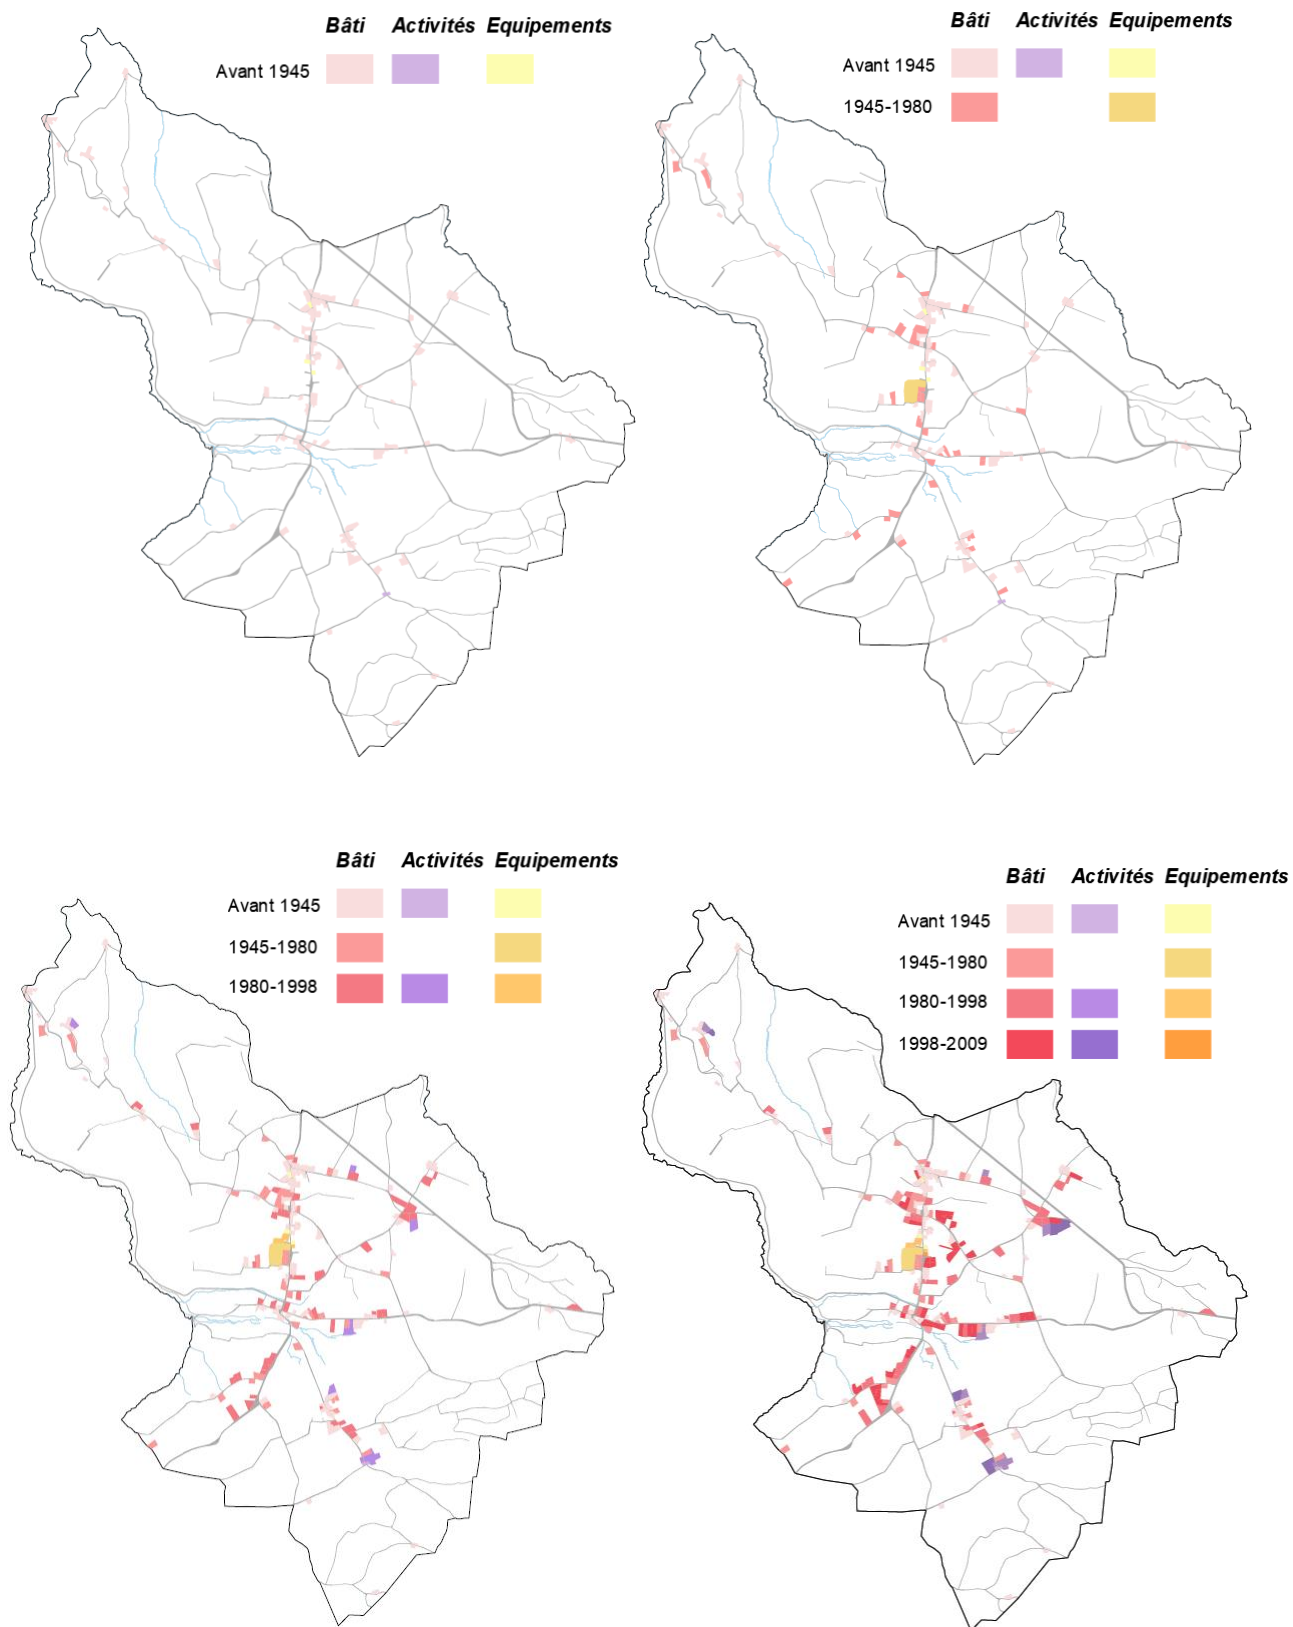 Bâti Activités Equipements
Avant 1945
Bâti Activités Equipements
Avant 1945
1945-1980
Bâti Activités Equipements
Avant 1945
1945-1980
1980-1998
Bâti Activités Equipements
Avant 1945
1945-1980
1980-1998
1998-2009